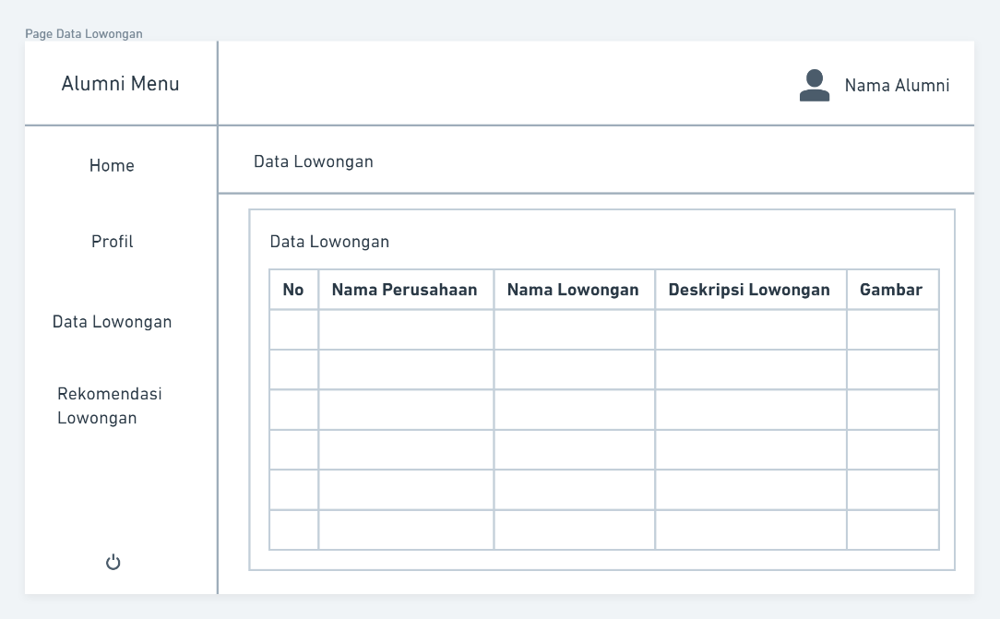 Page Data Lowongan
Alumni Menu
Nama Alumni
Home
Profil
Data Lowongan
Rekomendasi
Lowongan
Data Lowongan
Data Lowongan
No Nama Perusahaan Nama Lowongan Deskripsi Lowongan Gambar